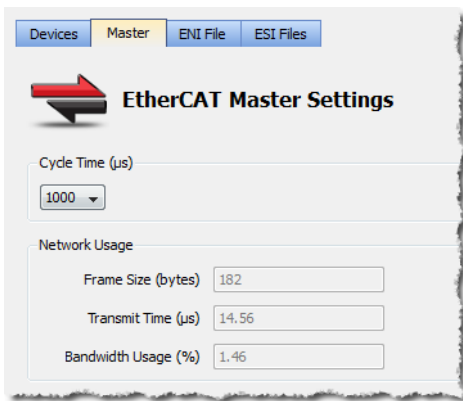 Devices Master ENI File ESI Files
EtherCAT Master Settings
Cycle Time (µs)
1000
Network Usage
Frame Size (bytes) 182
Transmit Time (µs) 14.56
Bandwidth Usage (%) 1.46